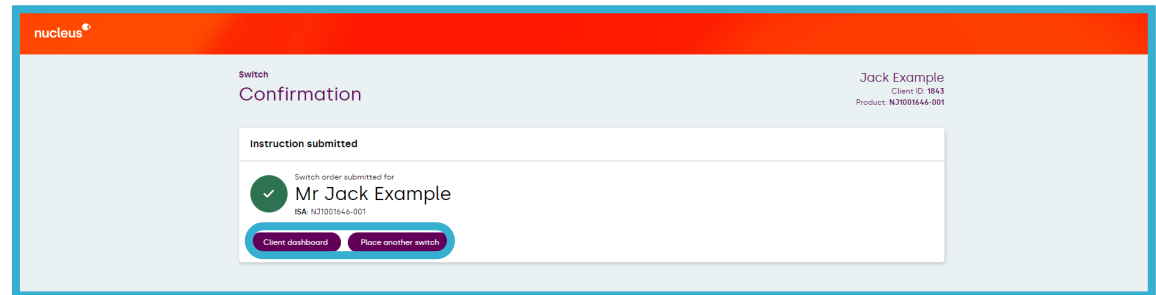 nucleus
Switch
Confirmation
Jack Example
Client ID: 1843
Product: NJ1001646-001
Instruction submitted
Switch order submitted for
Mr Jack Example
ISA: NJ1001646-001
Client dashboard
Place another switch